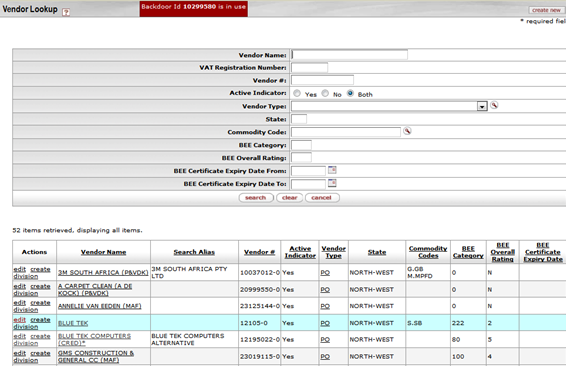 Vendor Lookup ?
Backdoor Id 10299580 is in use
create new
* required fiel
Vendor Name:
VAT Registration Number:
Vendor #:
Active Indicator: Yes No Both
Vendor Type:
State:
Commodity Code:
BEE Category:
BEE Overall Rating:
BEE Certificate Expiry Date From:
BEE Certificate Expiry Date To:
search clear cancel
52 items retrieved, displaying all items.
Actions Vendor Name Search Alias Vendor # Active Indicator Vendor Type State Commodity Codes BEE Category BEE Overall Rating BEE Certificate Expiry Date
edit create division 3M SOUTH AFRICA (P&VDK) 3M SOUTH AFRICA PTY LTD 10037012-0 Yes PO NORTH-WEST G.GB M.MPFD 0 N
edit create division A CARPET CLEAN (A DE KOCK) (P&VDK) 20999550-0 Yes PO NORTH-WEST 0 N
edit create division ANNELIE VAN EEDEN (MAF) 23125144-0 Yes PO NORTH-WEST 0 N
edit create division BLUE TEK 12105-0 Yes PO NORTH-WEST S.SB 222 2
edit create division BLUE TEK COMPUTERS (CRED)* BLUE TEK COMPUTERS ALTERNATIVE 12195022-0 Yes PO NORTH-WEST 80 5
edit create division GMS CONSTRUCTION & GENERAL CC (MAF) 23019115-0 Yes PO NORTH-WEST 100 4